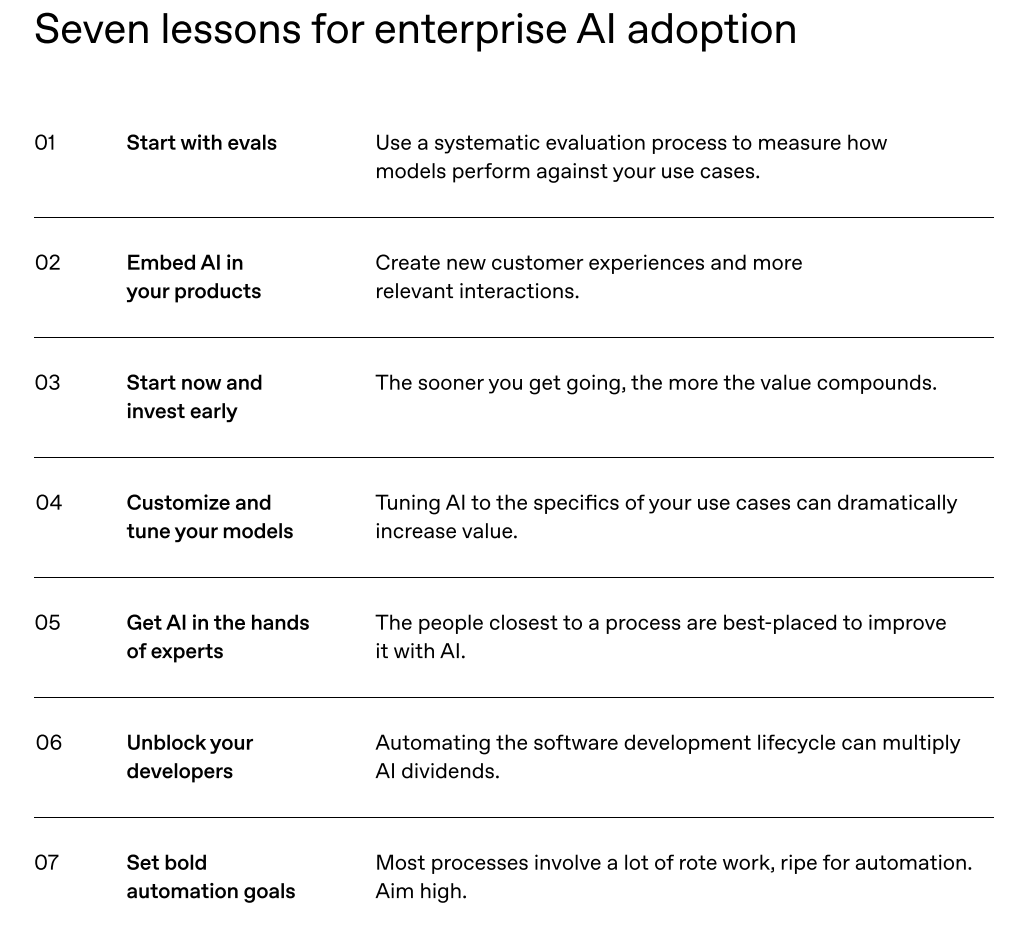 Seven lessons for enterprise AI adoption
01
Start with evals
Use a systematic evaluation process to measure how
models perform against your use cases.
02
Embed AI in
your products
Create new customer experiences and more
relevant interactions.
03
Start now and
invest early
The sooner you get going, the more the value compounds.
04
Customize and
tune your models
Tuning AI to the specifics of your use cases can dramatically
increase value.
05
Get AI in the hands
of experts
The people closest to a process are best-placed to improve
it with AI.
06
Unblock your
developers
Automating the software development lifecycle can multiply
AI dividends.
07
Set bold
automation goals
Most processes involve a lot of rote work, ripe for automation.
Aim high.